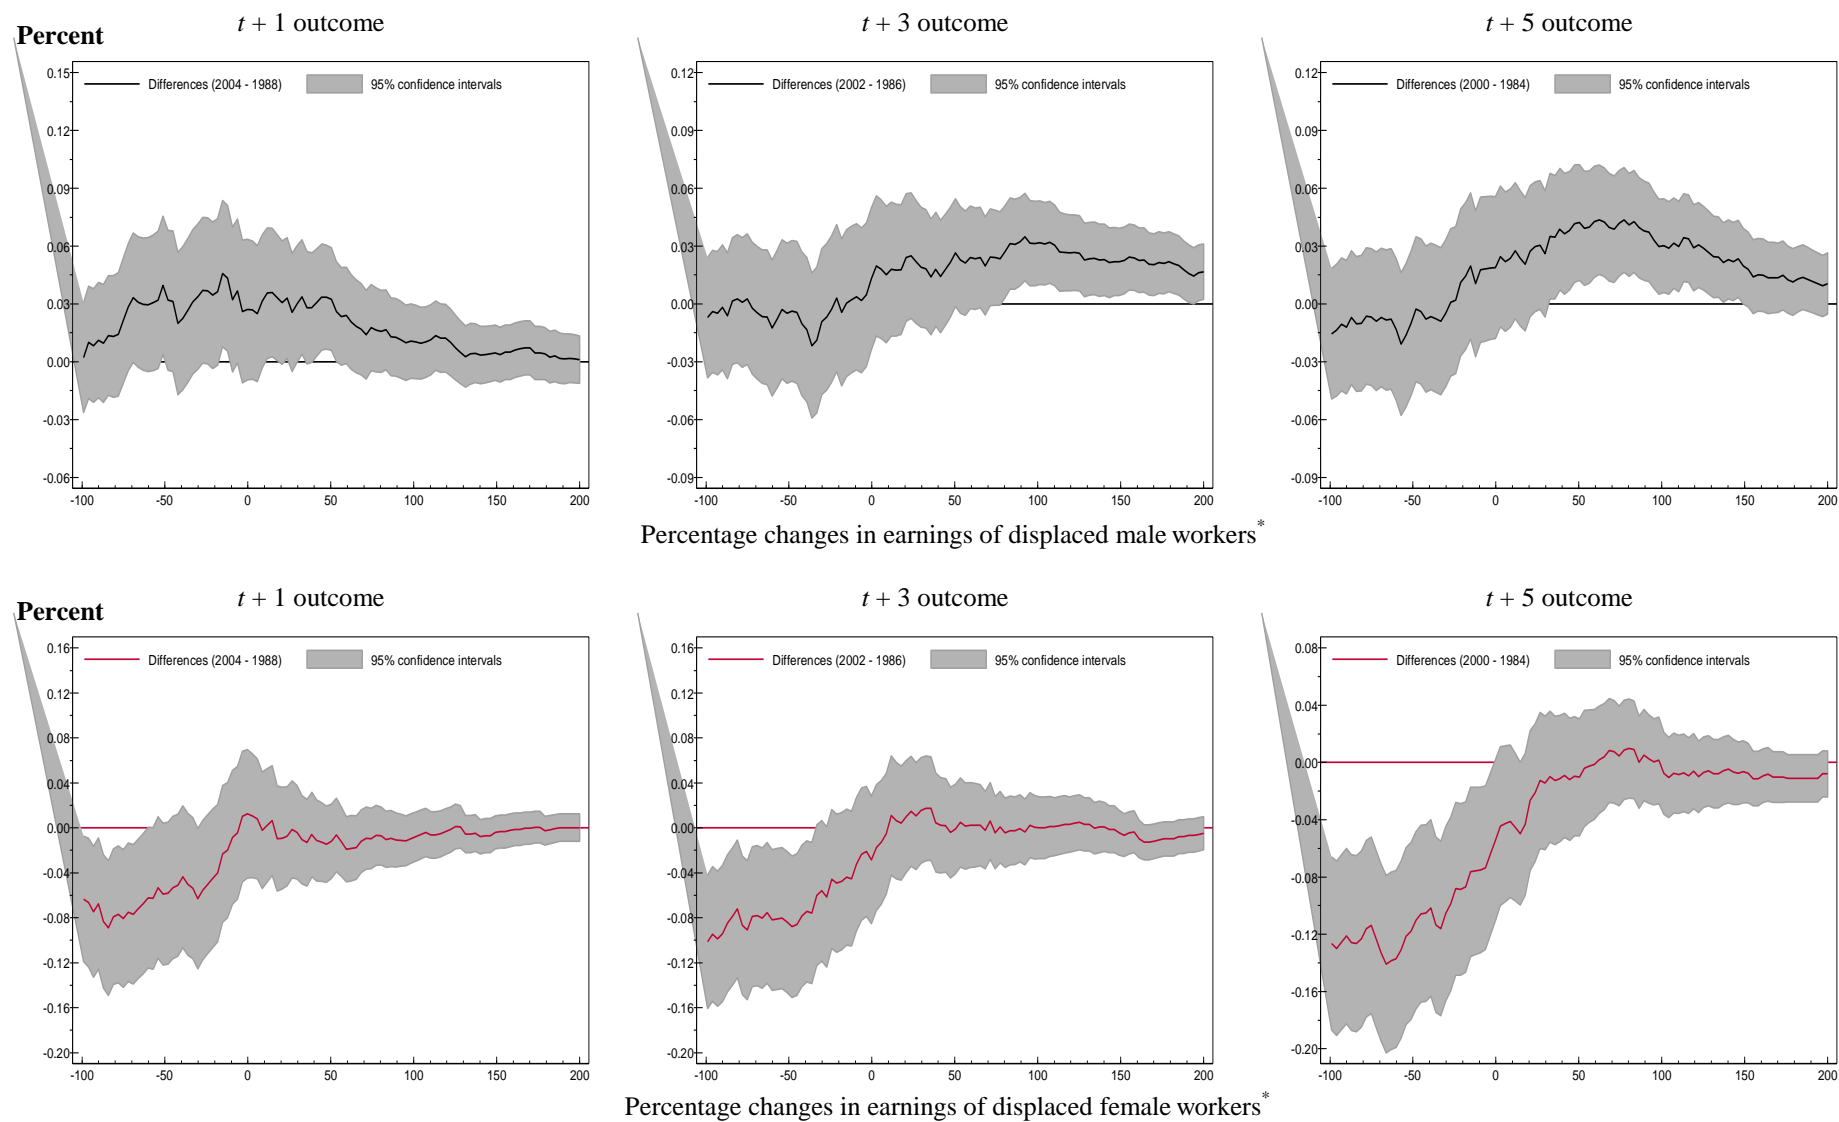 t + 1 outcome
t + 3 outcome
t + 5 outcome
Percent
Differences (2004 - 1988)
95% confidence intervals
0.15
0.12
0.09
0.06
0.03
0.00
-0.03
-0.06
-100 -50 0 50 100 150 200
Differences (2002 - 1986)
95% confidence intervals
0.12
0.09
0.06
0.03
0.00
-0.03
-0.06
-0.09
-100 -50 0 50 100 150 200
Differences (2000 - 1984)
95% confidence intervals
0.12
0.09
0.06
0.03
0.00
-0.03
-0.06
-0.09
-100 -50 0 50 100 150 200
Percentage changes in earnings of displaced male workers*
t + 1 outcome
t + 3 outcome
t + 5 outcome
Percent
Differences (2004 - 1988)
95% confidence intervals
0.16
0.12
0.08
0.04
0.00
-0.04
-0.08
-0.12
-0.16
-0.20
-100 -50 0 50 100 150 200
Differences (2002 - 1986)
95% confidence intervals
0.16
0.12
0.08
0.04
0.00
-0.04
-0.08
-0.12
-0.16
-0.20
-100 -50 0 50 100 150 200
Differences (2000 - 1984)
95% confidence intervals
0.08
0.04
0.00
-0.04
-0.08
-0.12
-0.16
-0.20
-100 -50 0 50 100 150 200
Percentage changes in earnings of displaced female workers*